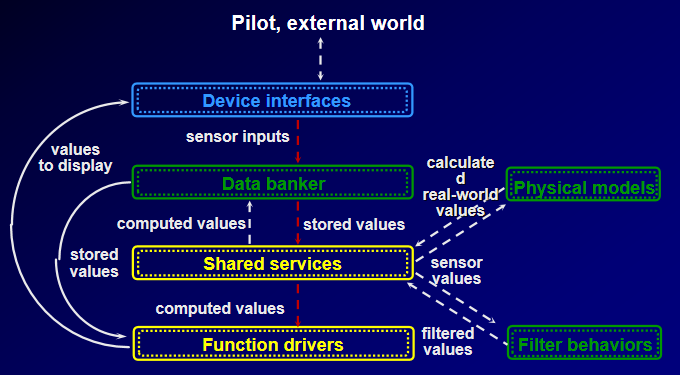 Pilot, external world
Device interfaces
sensor inputs
values
to display
Data banker
calculate
d
real-world
values
Physical models
computed values
stored values
stored
values
Shared services
sensor
values
computed values
Function drivers
filtered
values
Filter behaviors